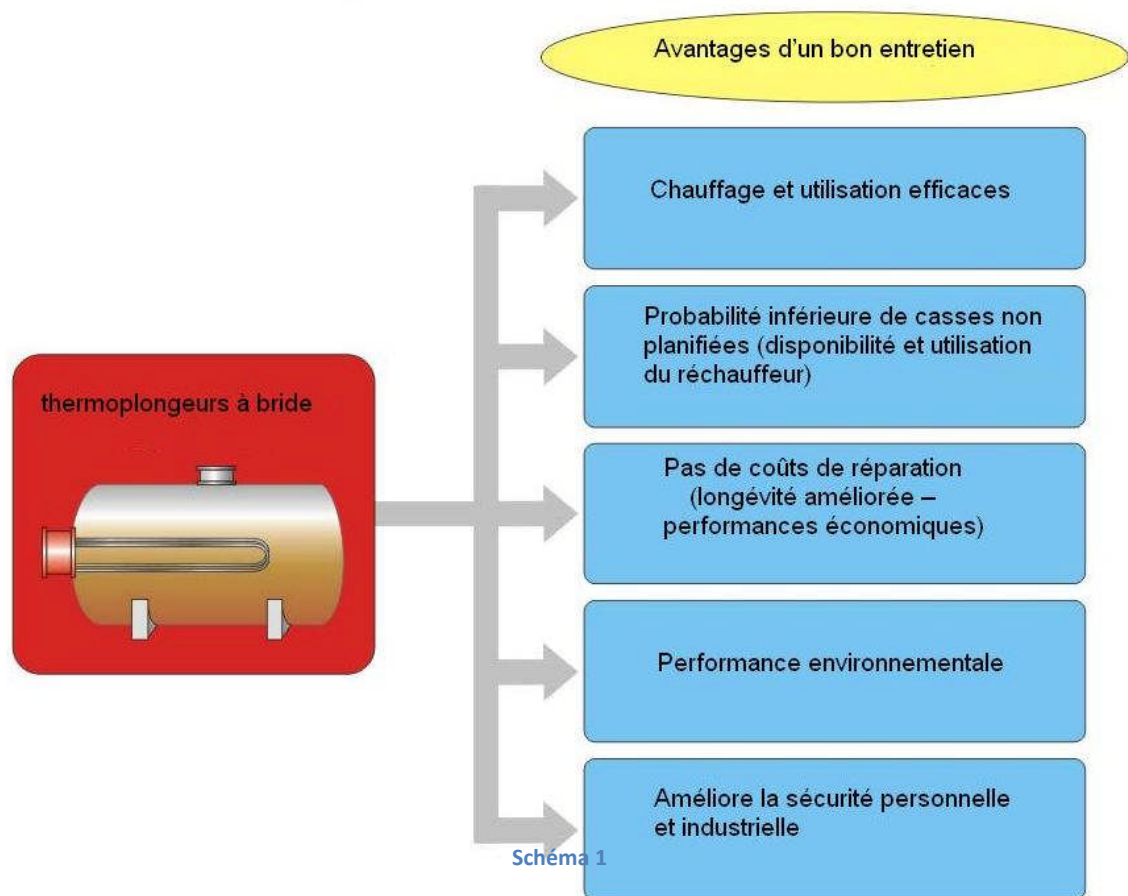 Avantages d'un bon entretien
Chauffage et utilisation efficaces
Probabilité inférieure de casses non
planifiées (disponibilité et utilisation
du réchauffeur)
thermoplongeurs à bride
Pas de coûts de réparation
(longévité améliorée –
performances économiques)
Performance environnementale
Améliore la sécurité personnelle
et industrielle
Schéma 1